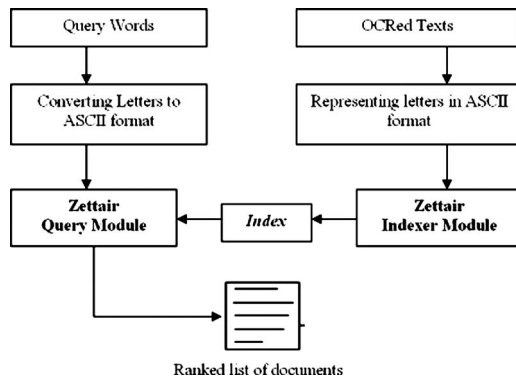 Query Words
OCRed Texts
Converting Letters to
ASCII format
Representing letters in ASCII
format
Zettair
Query Module
Index
Zettair
Indexer Module
Ranked list of documents